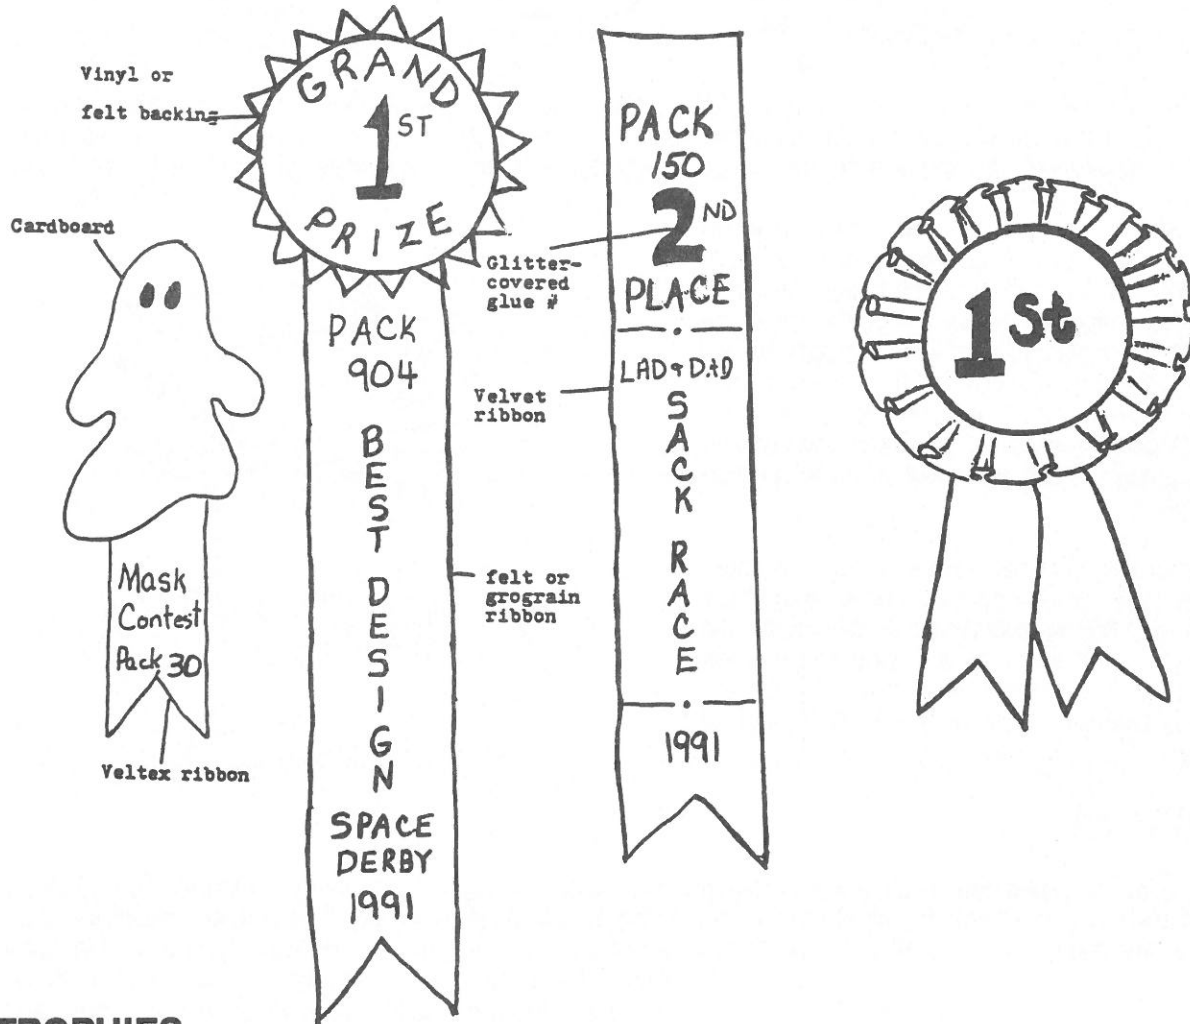 Vinyl or
felt backing
GRAND
1ST
PRIZE
PACK
904
BEST
DESIGN
SPACE
DERBY
1991
felt or
grograin
ribbon
Cardboard
Mask
Contest
Pack 30
Veltex ribbon
PACK
150
2ND
PLACE
LAD & DAD
SACK
RACE
1991
Glitter-
covered
glue #
Velvet
ribbon
1St
TROPHIES